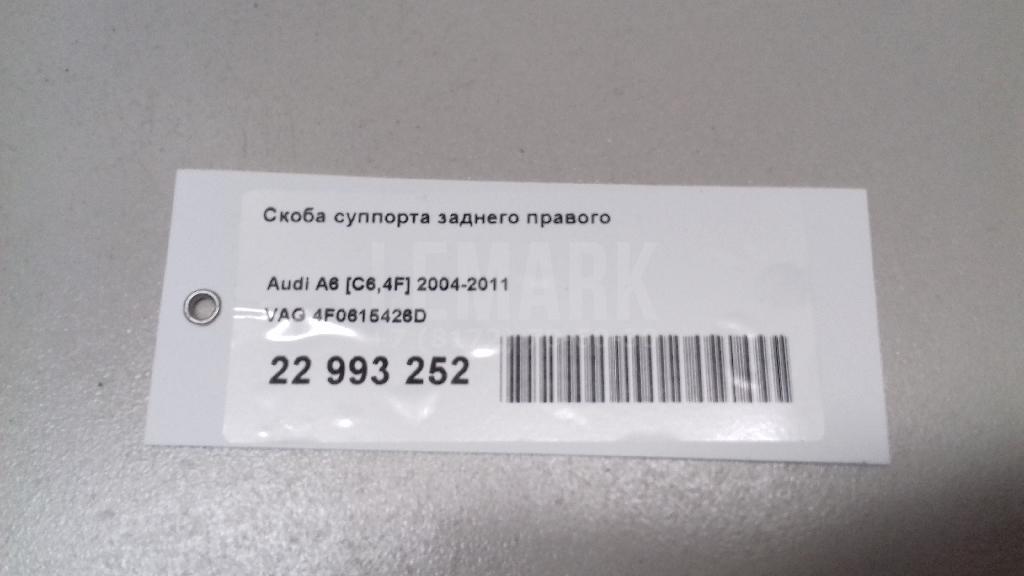 Скоба суппорта заднего правого
LEMARK
Audi A6 [C6,4F] 2004-2011
VAG 4F0615426D
22 993 252